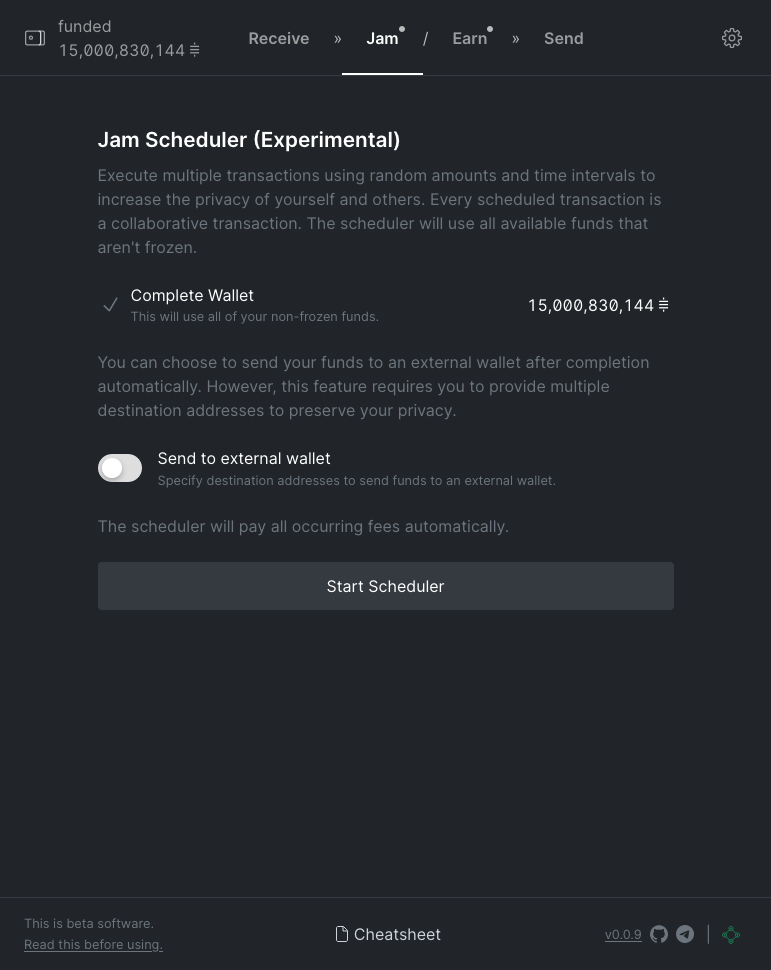 funded
15,000,830,144
Receive » Jam / Earn » Send
Jam Scheduler (Experimental)
Execute multiple transactions using random amounts and time intervals to
increase the privacy of yourself and others. Every scheduled transaction is
a collaborative transaction. The scheduler will use all available funds that
aren't frozen.
Complete Wallet 15,000,830,144
This will use all of your non-frozen funds.
You can choose to send your funds to an external wallet after completion
automatically. However, this feature requires you to provide multiple
destination addresses to preserve your privacy.
Send to external wallet
Specify destination addresses to send funds to an external wallet.
The scheduler will pay all occurring fees automatically.
Start Scheduler
This is beta software.
Read this before using.
Cheatsheet
v0.0.9